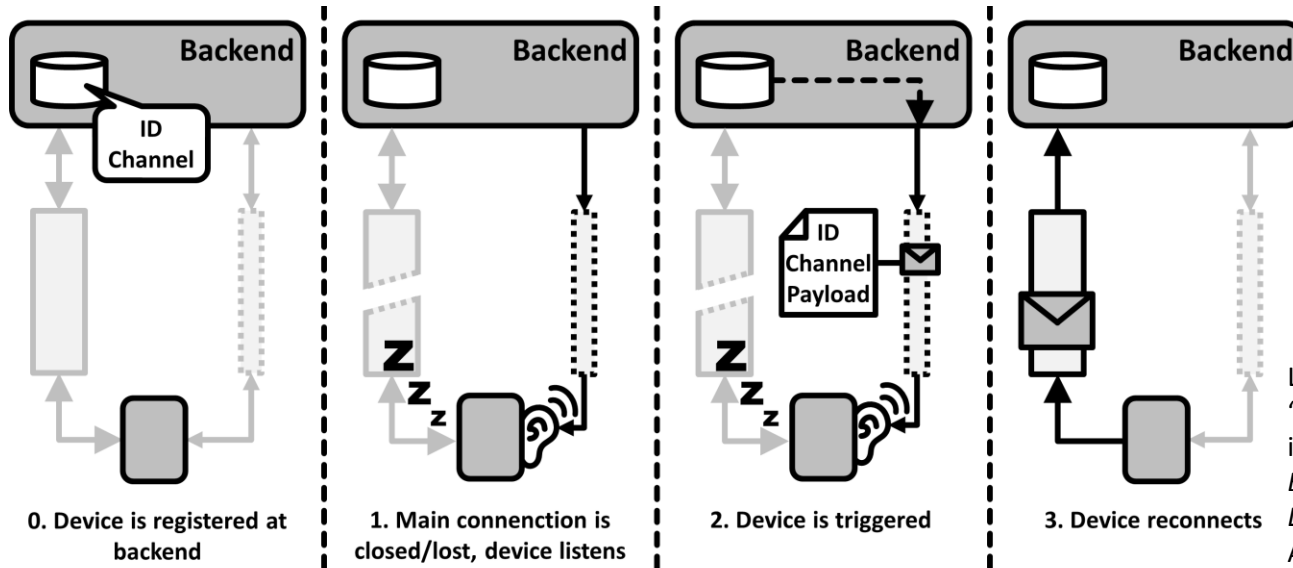 Backend
ID
Channel
0. Device is registered at
backend
Backend
z
z
z
1. Main connenction is
closed/lost, device listens
Backend
ID
Channel
Payload
z
z
z
2. Device is triggered
Backend
3. Device reconnects